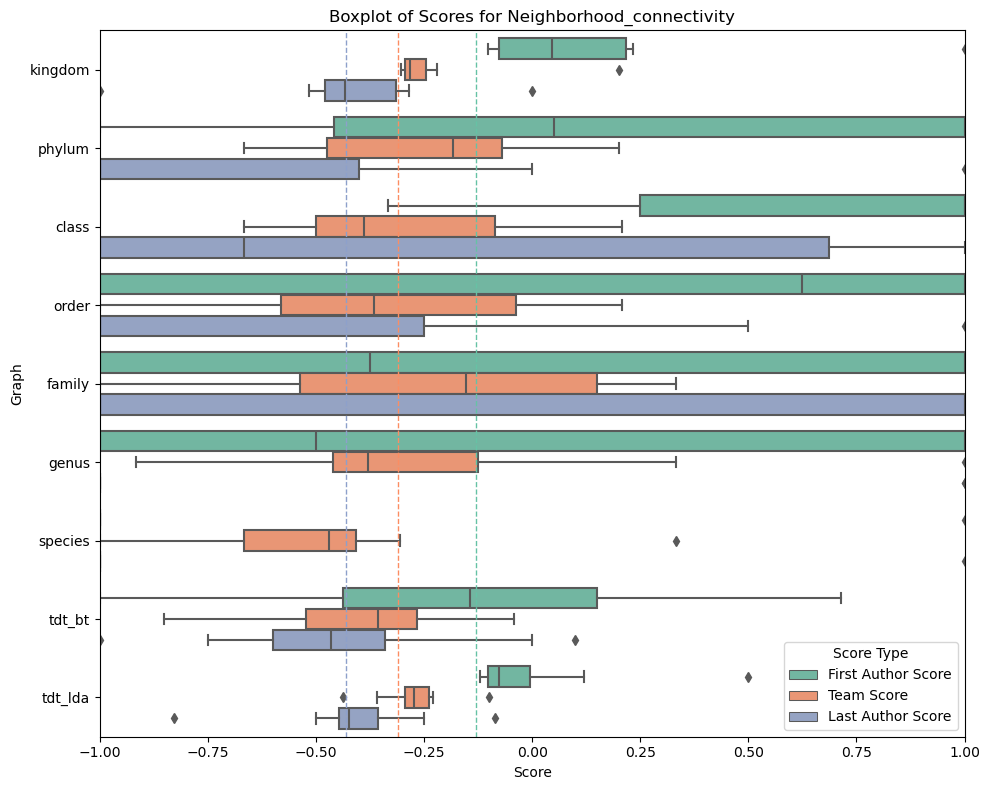 Boxplot of Scores for Neighborhood_connectivity
Graph
kingdom
phylum
class
order
family
genus
species
tdt_bt
tdt_lda
Score Type
First Author Score
Team Score
Last Author Score
−1.00 −0.75 −0.50 −0.25 0.00 0.25 0.50 0.75 1.00
Score